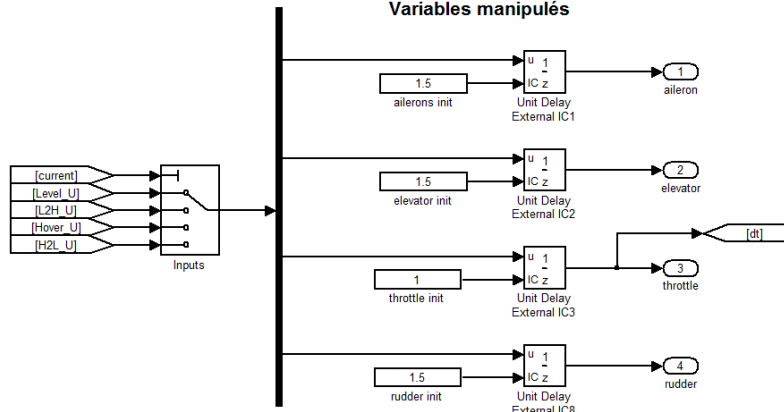 Variables manipulés
u 1
IC z
1.5
ailerons init
Unit Delay
External IC1
1
aileron
[current]
[Level_U]
[L2H_U]
[Hover_U]
[H2L_U]
Inputs
u 1
IC z
1.5
elevator init
Unit Delay
External IC2
2
elevator
[dt]
u 1
IC z
1
throttle init
Unit Delay
External IC3
3
throttle
u 1
IC z
1.5
rudder init
Unit Delay
External IC8
4
rudder